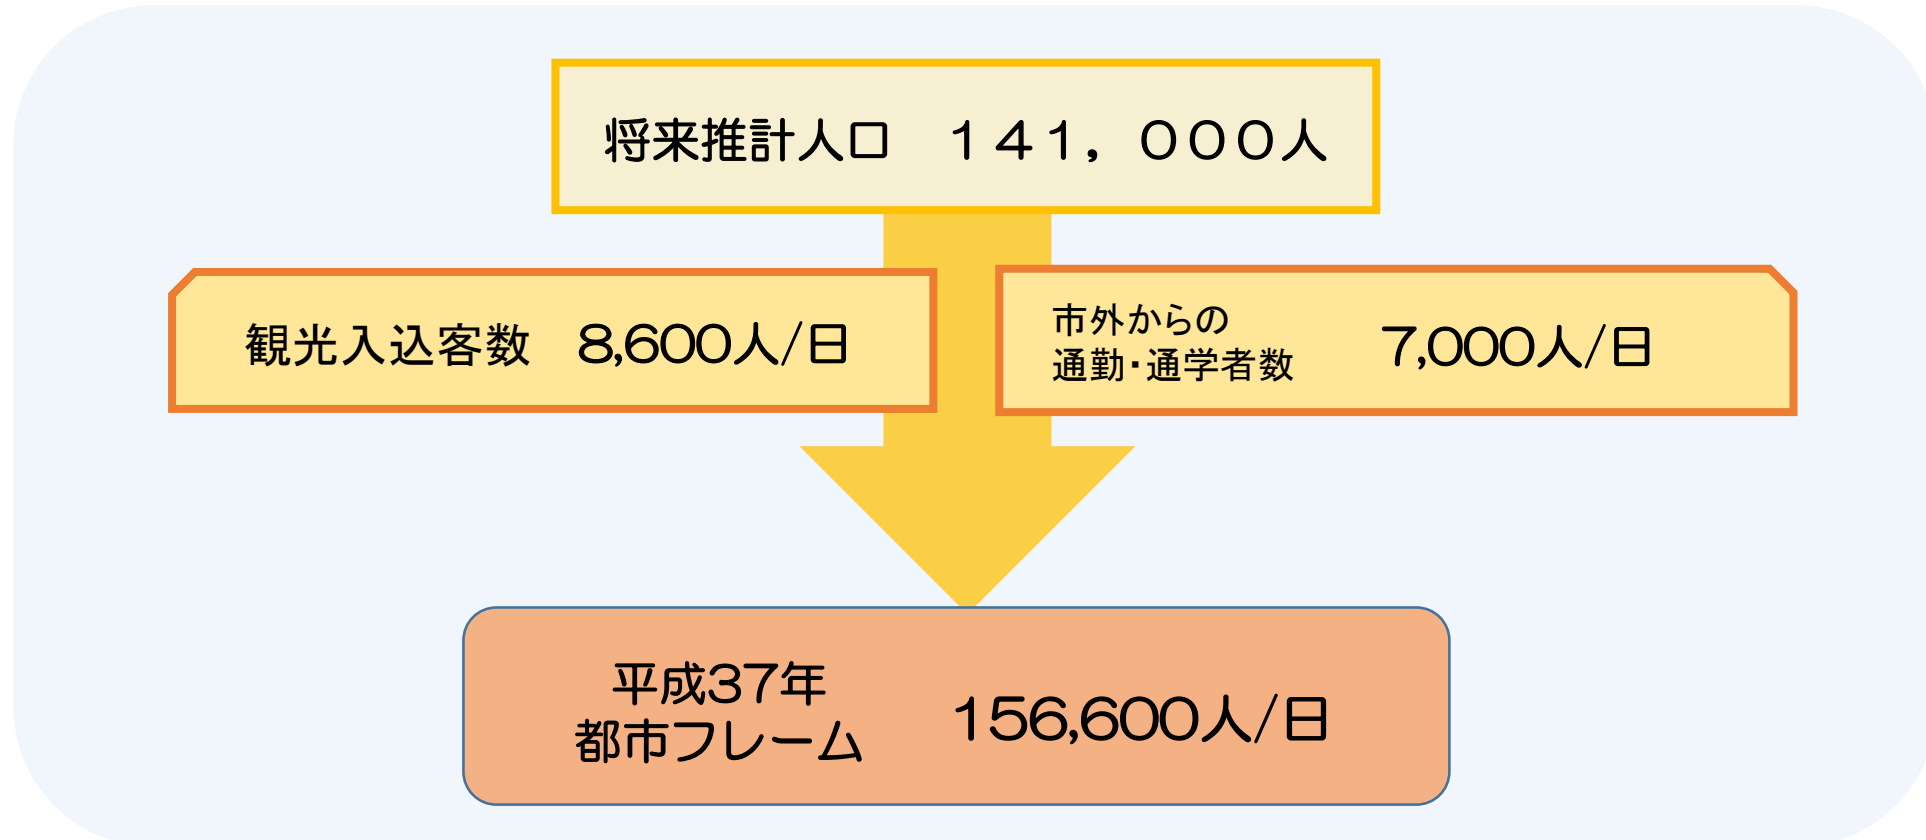 将来推計人口　１４１，０００人
観光入込客数　8,600人/日
市外からの
通勤・通学者数　7,000人/日
平成37年
都市フレーム　156,600人/日